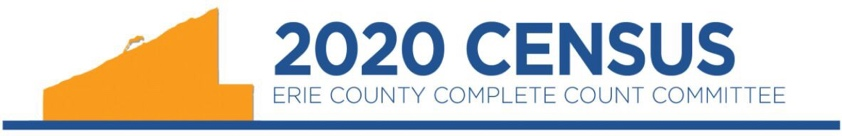 2020 CENSUS
ERIE COUNTY COMPLETE COUNT COMMITTEE